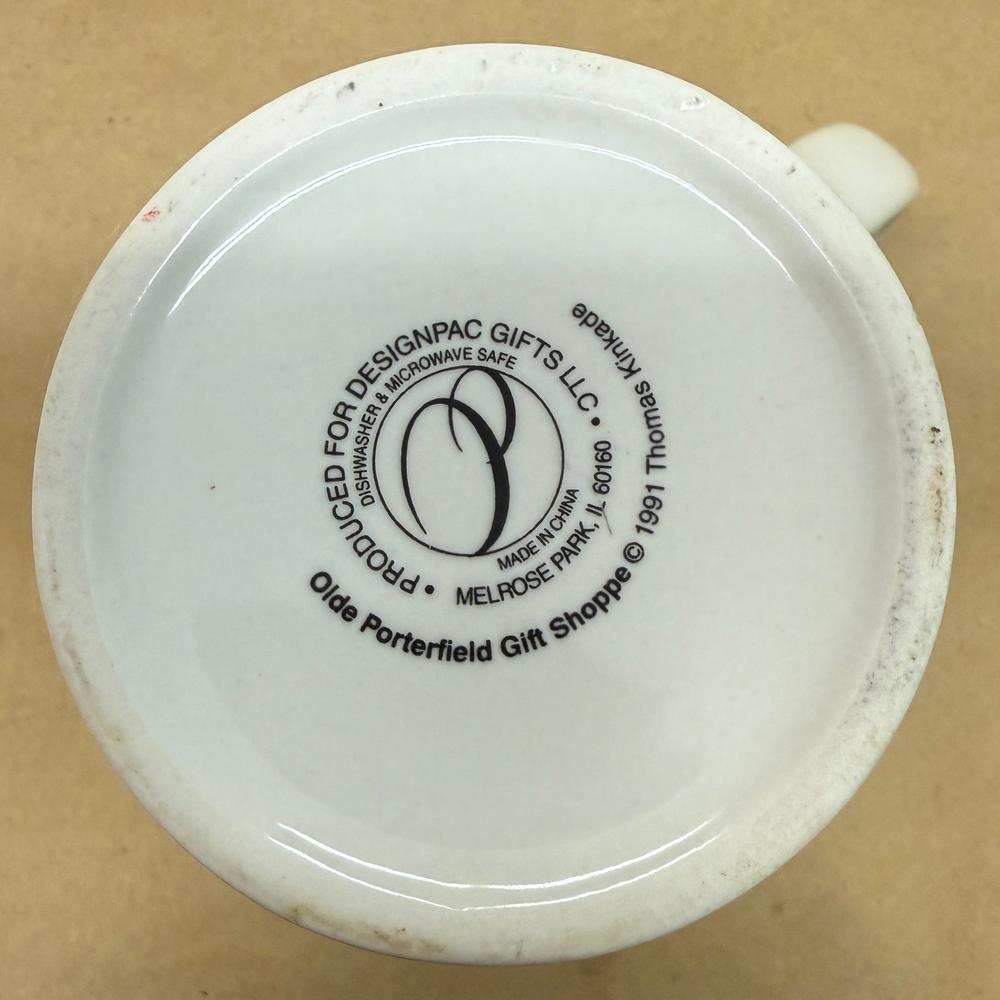 • PRODUCED FOR DESIGNPAC GIFTS LLC •
DISHWASHER & MICROWAVE SAFE
MADE IN CHINA
MELROSE PARK, IL 60160
Olde Porterfield Gift Shoppe © 1991 Thomas Kinkade